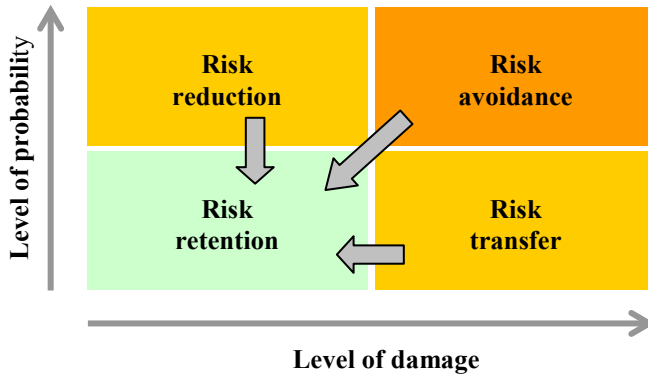 Level of probability
Risk
reduction
Risk
avoidance
Risk
retention
Risk
transfer
Level of damage